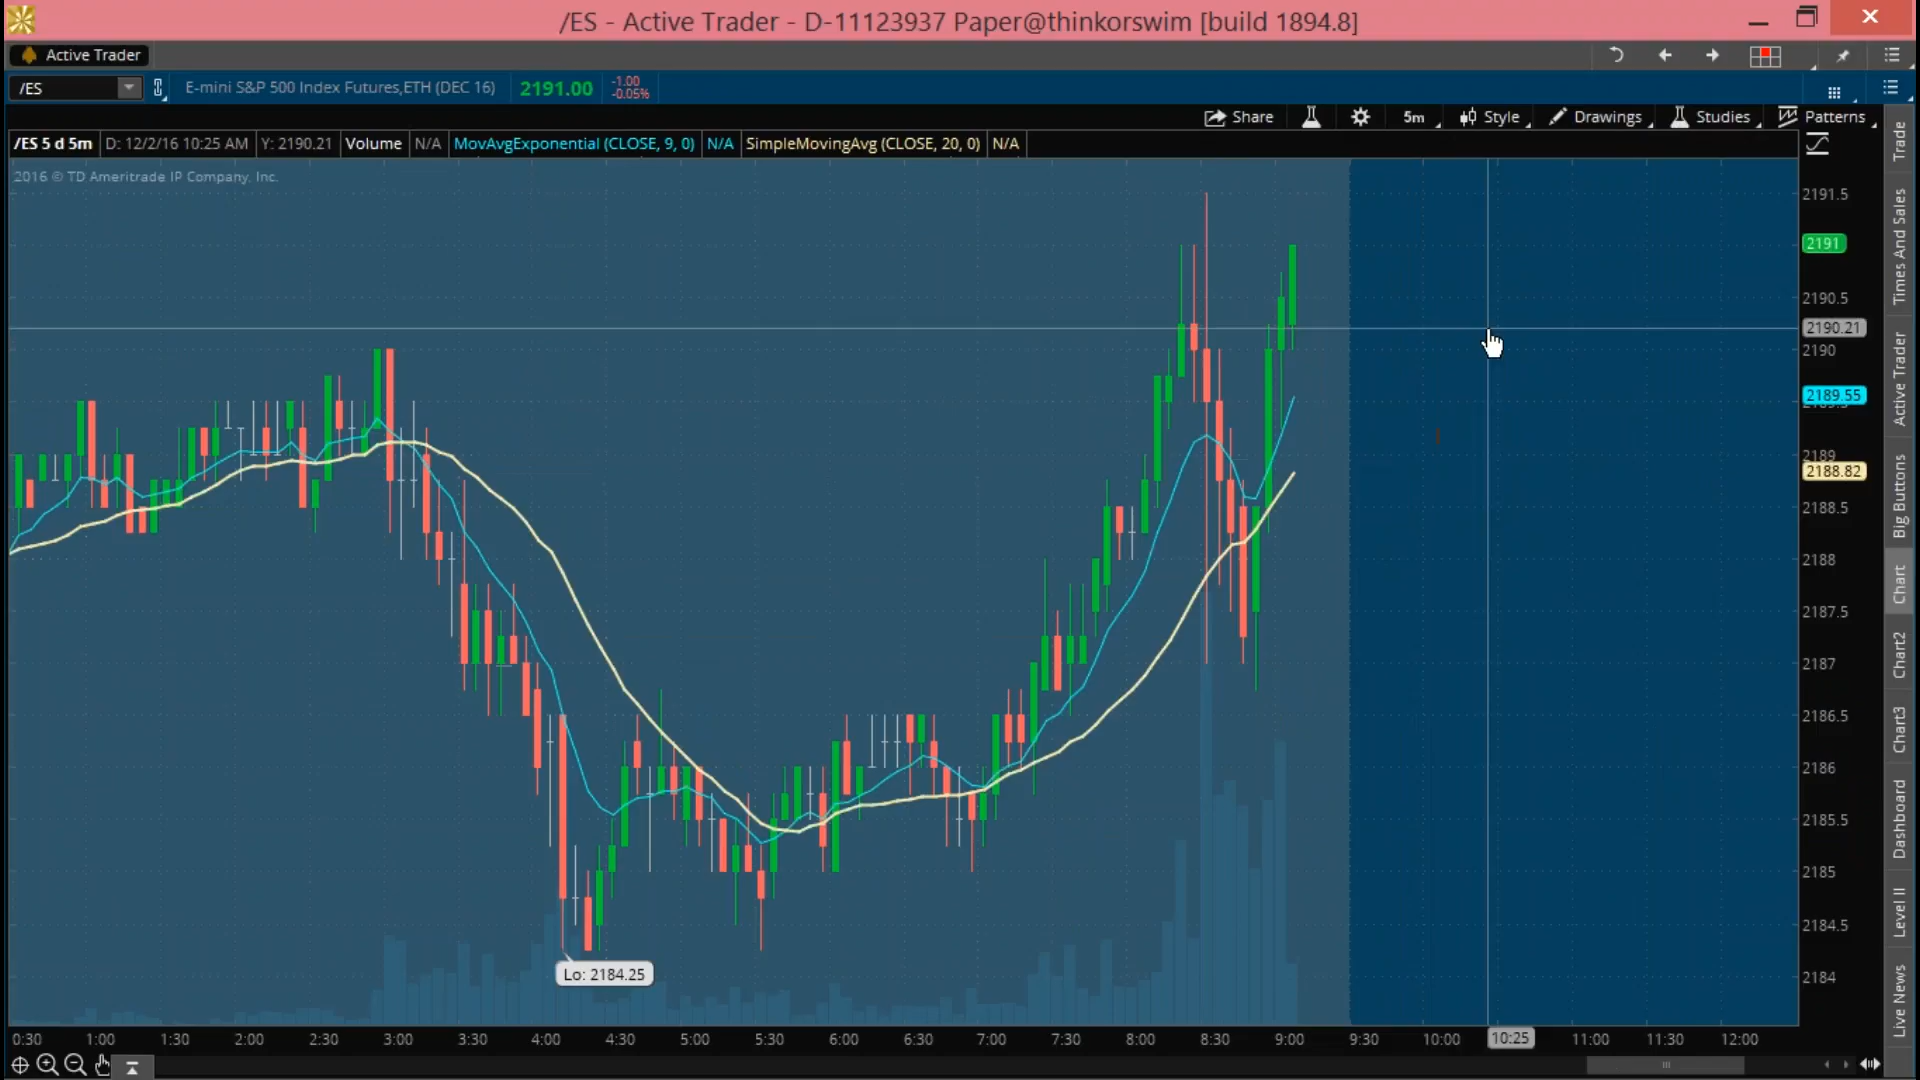 /ES - Active Trader - D-11123937 Paper@thinkorswim [build 1894.8]
Active Trader
/ES
E-mini S&P 500 Index Futures,ETH (DEC 16)
2191.00
-1.00
-0.05%
Share
5m
Style
Drawings
Studies
Patterns
/ES 5 d 5m
D: 12/2/16 10:25 AM
Y: 2190.21
Volume
N/A
MovAvgExponential (CLOSE, 9, 0)
N/A
SimpleMovingAvg (CLOSE, 20, 0)
N/A
2016 © TD Ameritrade IP Company, Inc.
2191.5
2191
2190.5
2190.21
2190
2189.55
2189
2188.82
2188.5
2188
2187.5
2187
2186.5
2186
2185.5
2185
2184.5
2184
Lo: 2184.25
0:30
1:00
1:30
2:00
2:30
3:00
3:30
4:00
4:30
5:00
5:30
6:00
6:30
7:00
7:30
8:00
8:30
9:00
9:30
10:00
10:25
11:00
11:30
12:00
Trade
Times And Sales
Active Trader
Big Buttons
Chart
Chart2
Chart3
Dashboard
Level II
Live News